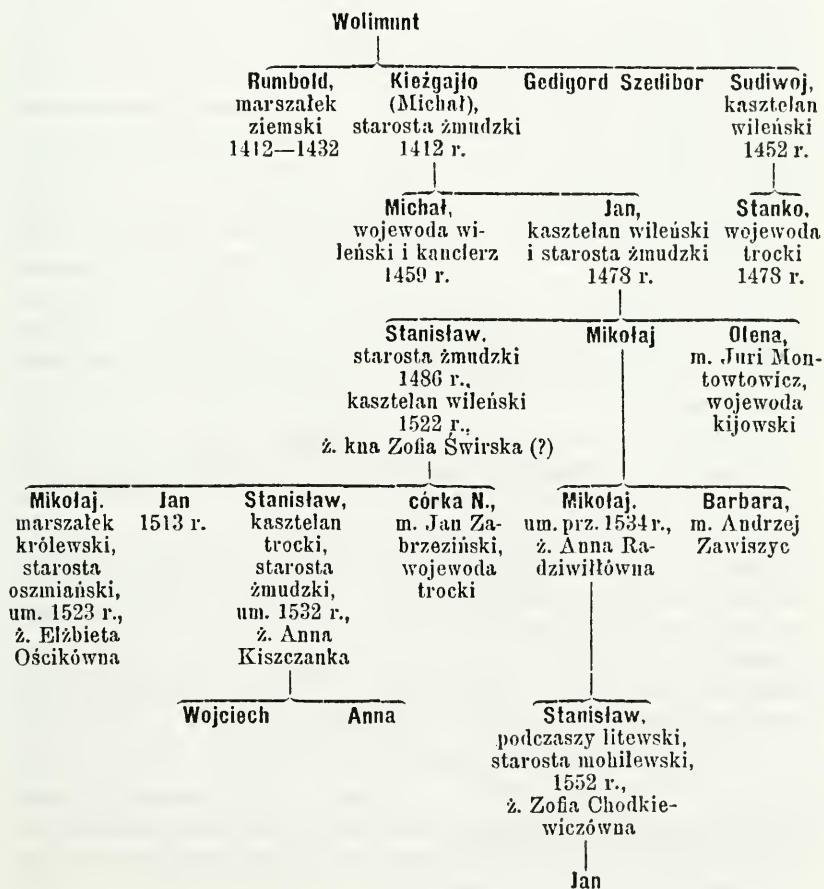 Wolimunt
Rumbold,
marszałek
ziemski
1412—1432
Kieżgajło
(Michał),
starosta żmudzki
1412 r.
Gedigord Szedibor
Sudiwoj,
kasztelan
wileński
1452 r.
Michał,
wojewoda wi-
leński i kanclerz
1459 r.
Jan,
kasztelan wileński
i starosta żmudzki
1478 r.
Stanko,
wojewoda
trocki
1478 r.
Stanisław.
starosta żmudzki
1486 r.,
kasztelan wileński
1522 r.,
ż. kna Zofia Świrska (?)
Mikołaj
Olena,
m. Juri Mon-
towtowicz,
wojewoda
kijowski
Mikołaj.
marszałek
królewski,
starosta
oszmiański,
um. 1523 r.,
ż. Elżbieta
Ościkówna
Jan
1513 r.
Stanisław,
kasztelan
trocki,
starosta
żmudzki,
um. 1532 r.,
ż. Anna
Kiszczanka
córka N.,
m. Jan Za-
brzeziński,
wojewoda
trocki
Mikołaj.
um. prz. 1534 r.,
ż. Anna Ra-
dziwiłłówna
Barbara,
m. Andrzej
Zawiszyc
Wojciech
Anna
Stanisław,
podczaszy litewski,
starosta mohilewski,
1552 r.,
ż. Zofia Chodkie-
wiczówna
Jan